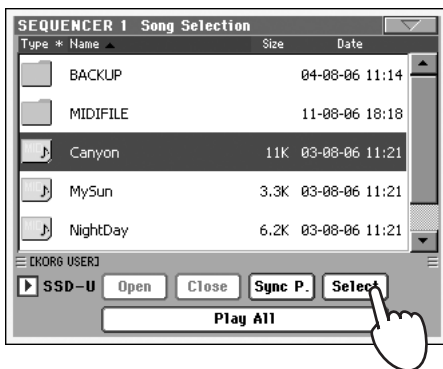 SEQUENCER 1 Song Selection
Type * Name Size Date
BACKUP 04-08-06 11:14
MIDIFILE 11-08-06 18:18
Canyon 11K 03-08-06 11:21
MySun 3.3K 03-08-06 11:21
NightDay 6.2K 03-08-06 11:21
[KORG USER]
SSD-U Open Close Sync P. Select
Play All